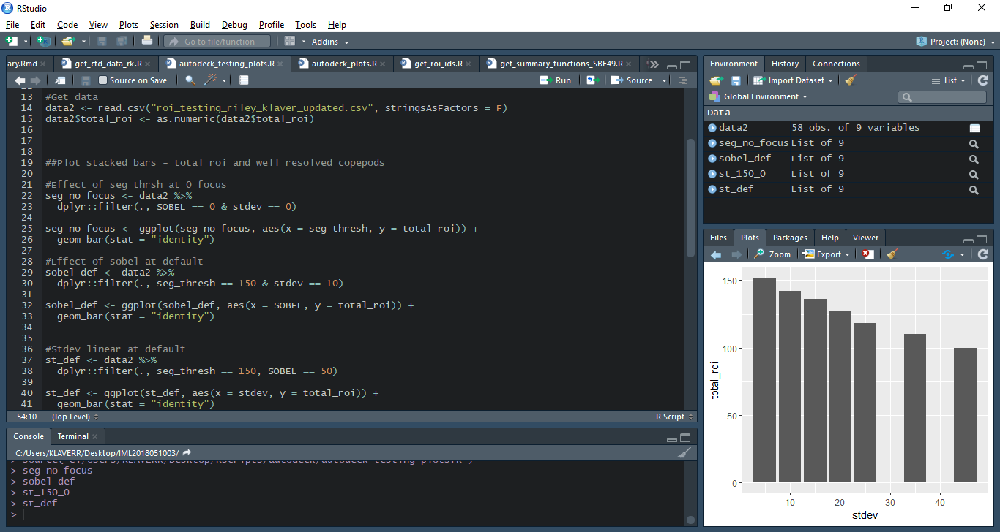 RStudio
File Edit Code View Plots Session Build Debug Profile Tools Help
Go to file/function Addins Project: (None)
ary.Rmd get_ctd_data_rk.R autodeck_testing_plots.R autodeck_plots.R get_roi_ids.R get_summary_functions_SBE49.R
Source on Save Run Source
13 #Get data
14 data2 <- read.csv("roi_testing_riley_klaver_updated.csv", stringsAsFactors = F)
15 data2$total_roi <- as.numeric(data2$total_roi)
16
17
18
19 ##Plot stacked bars - total roi and well resolved copepods
20
21 #Effect of seg thrsh at 0 focus
22 seg_no_focus <- data2 %>%
23 dplyr::filter(., SOBEL == 0 & stdev == 0)
24
25 seg_no_focus <- ggplot(seg_no_focus, aes(x = seg_thresh, y = total_roi)) +
26 geom_bar(stat = "identity")
27
28 #Effect of sobel at default
29 sobel_def <- data2 %>%
30 dplyr::filter(., seg_thresh == 150 & stdev == 10)
31
32 sobel_def <- ggplot(sobel_def, aes(x = SOBEL, y = total_roi)) +
33 geom_bar(stat = "identity")
34
35
36 #Stdev linear at default
37 st_def <- data2 %>%
38 dplyr::filter(., seg_thresh == 150, SOBEL == 50)
39
40 st_def <- ggplot(st_def, aes(x = stdev, y = total_roi)) +
41 geom_bar(stat = "identity")
54:10 (Top Level) R Script
Console Terminal
C:/Users/KLAVERR/Desktop/IML2018051003/
> seg_no_focus
> sobel_def
> st_150_0
> st_def
>
Environment History Connections
Import Dataset List
Global Environment
Data
data2 58 obs. of 9 variables
seg_no_focus List of 9
sobel_def List of 9
st_150_0 List of 9
st_def List of 9
Files Plots Packages Help Viewer
Zoom Export
150
100
50
0
total_roi
10 20 30 40
stdev